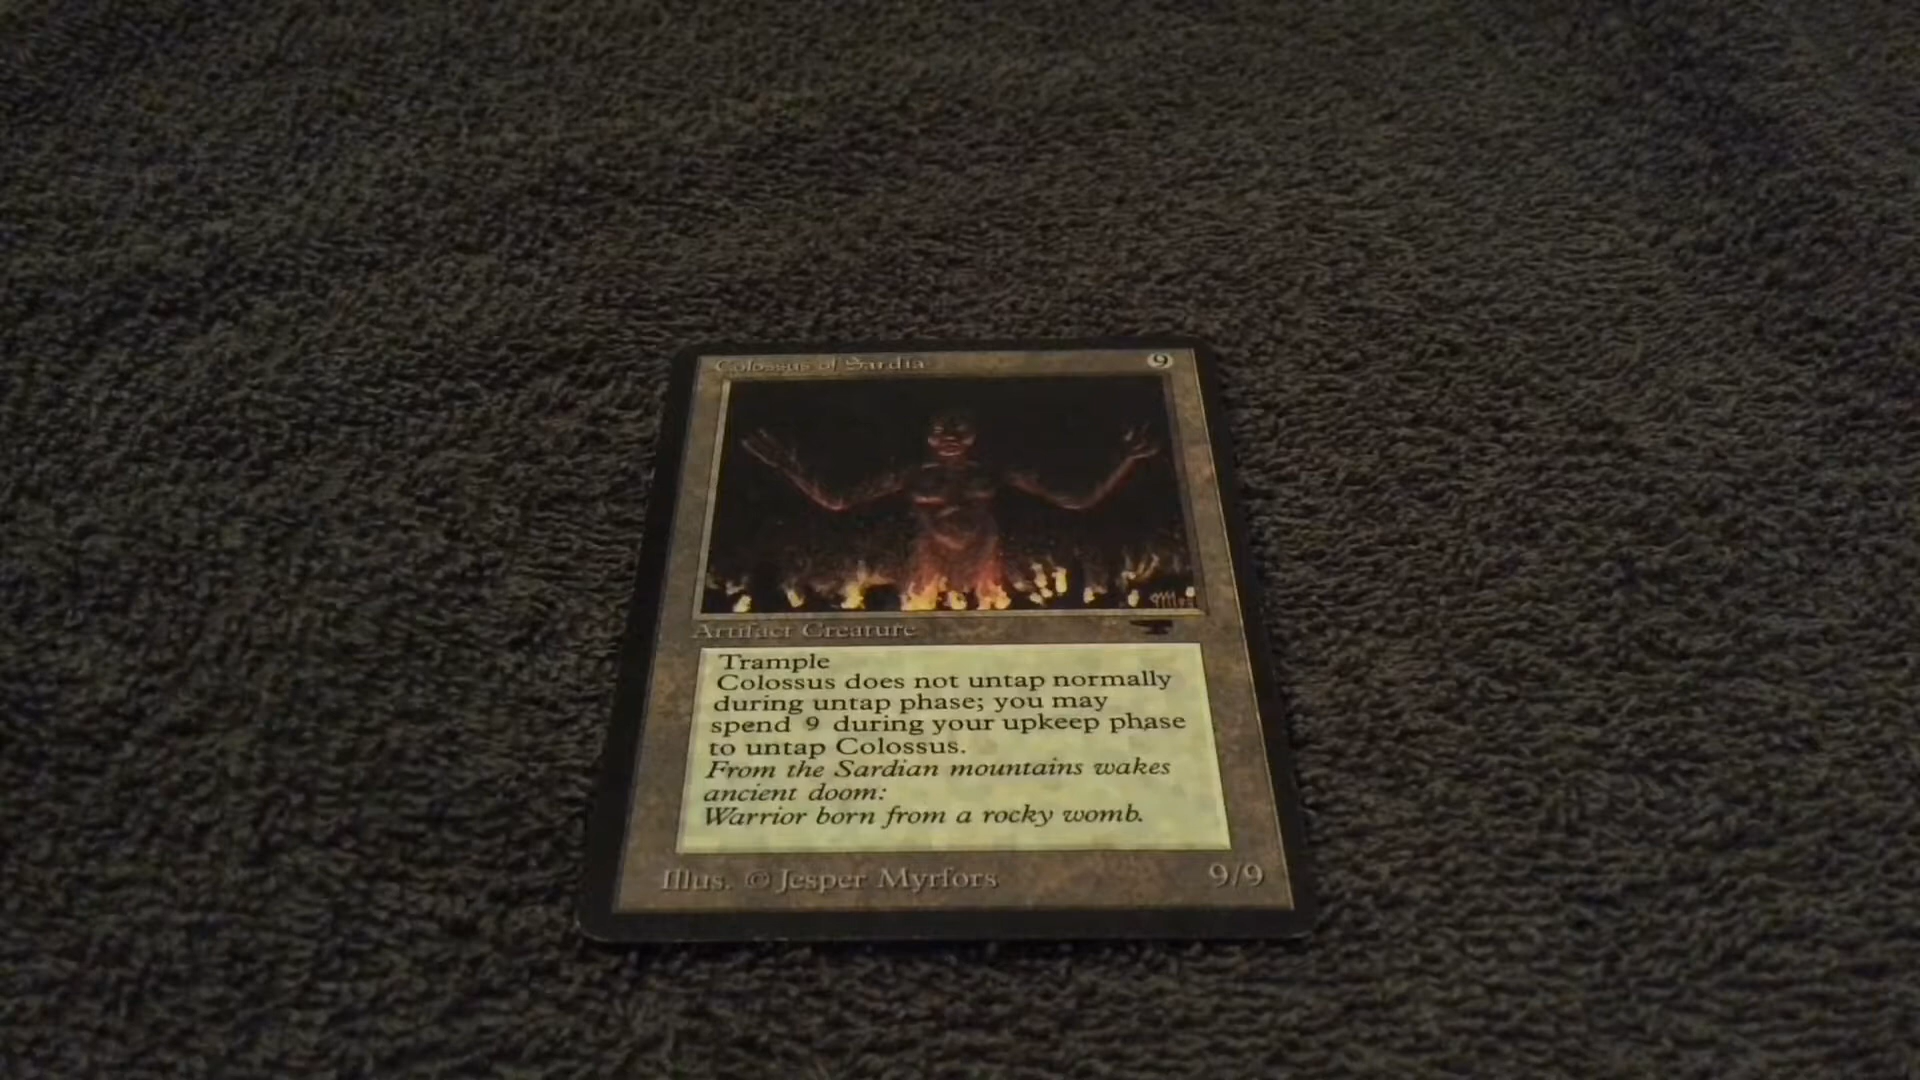 Colossus of Sardia 9
Artifact Creature
Trample
Colossus does not untap normally
during untap phase; you may
spend 9 during your upkeep phase
to untap Colossus.
From the Sardian mountains wakes
ancient doom:
Warrior born from a rocky womb.
Illus. © Jesper Myrfors 9/9